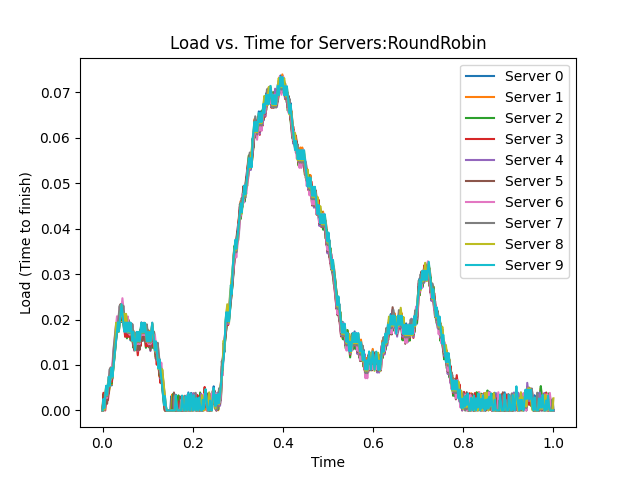 Load vs. Time for Servers:RoundRobin
Load (Time to finish)
0.07
0.06
0.05
0.04
0.03
0.02
0.01
0.00
0.0 0.2 0.4 0.6 0.8 1.0
Time
Server 0
Server 1
Server 2
Server 3
Server 4
Server 5
Server 6
Server 7
Server 8
Server 9